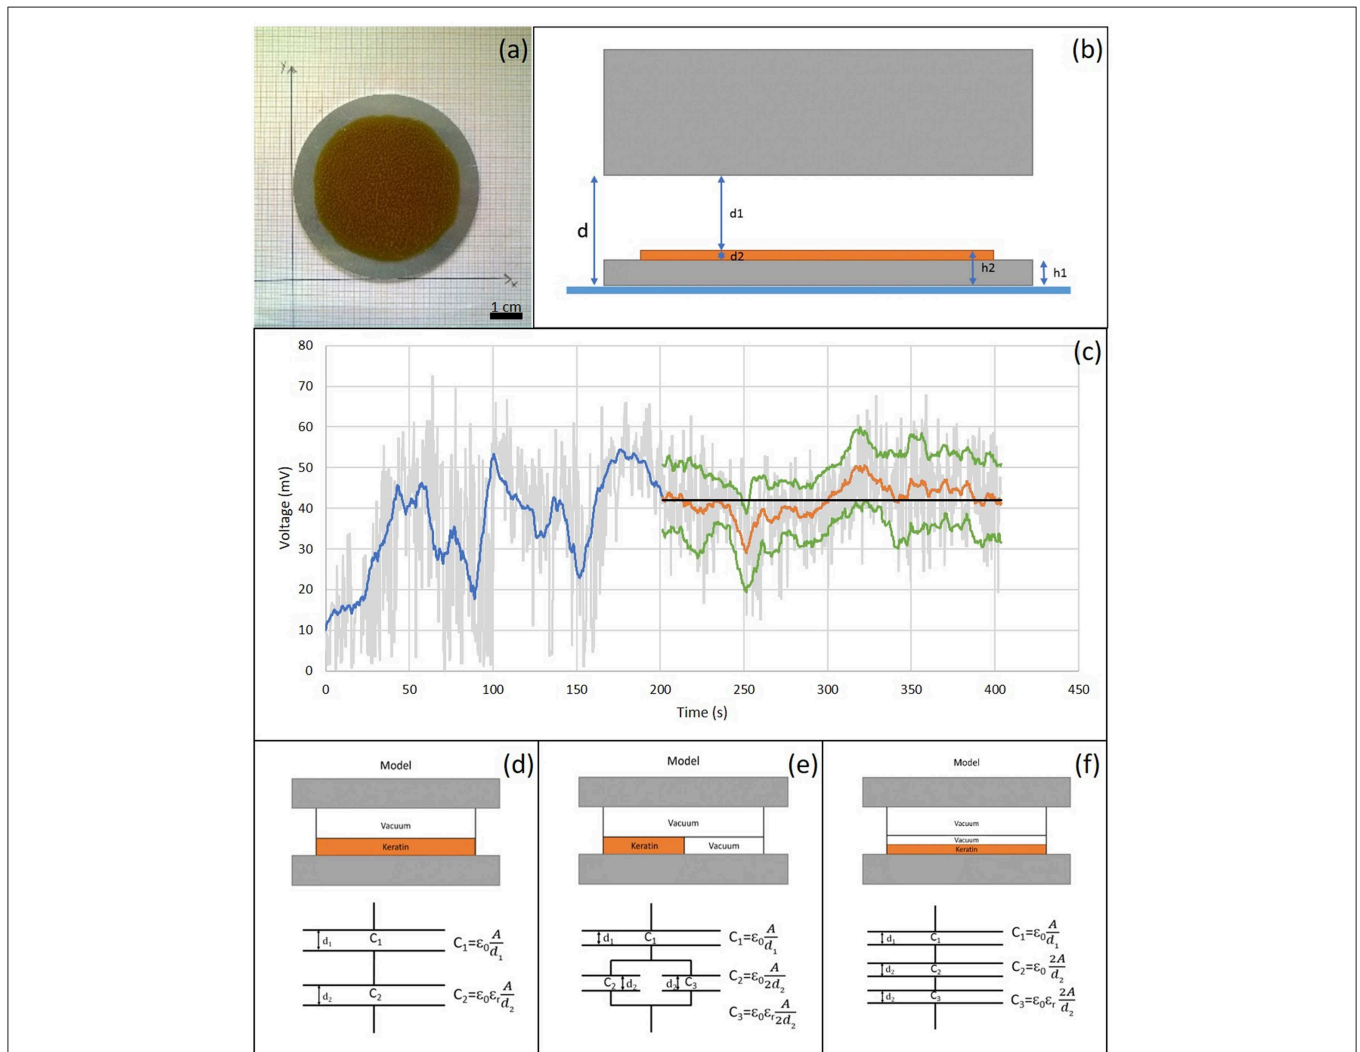 (a)
y
x
1 cm
(b)
d
d1
d2
h2
h1
(c)
80
70
60
50
40
30
20
10
0
Voltage (mV)
0 50 100 150 200 250 300 350 400 450
Time (s)
(d)
Model
Vacuum
Keratin
d₁ C₁ C₁=ε₀A/d₁
d₂ C₂ C₂=ε₀εᵣA/d₂
(e)
Model
Vacuum
Keratin Vacuum
d₁ C₁ C₁=ε₀A/d₁
C₂ d₂ d₂ C₃ C₂=ε₀A/2d₂
C₃=ε₀εᵣA/2d₂
(f)
Model
Vacuum
Vacuum
Keratin
d₁ C₁ C₁=ε₀A/d₁
d₂ C₂ C₂=ε₀ 2A/d₂
d₂ C₃ C₃=ε₀εᵣ 2A/d₂